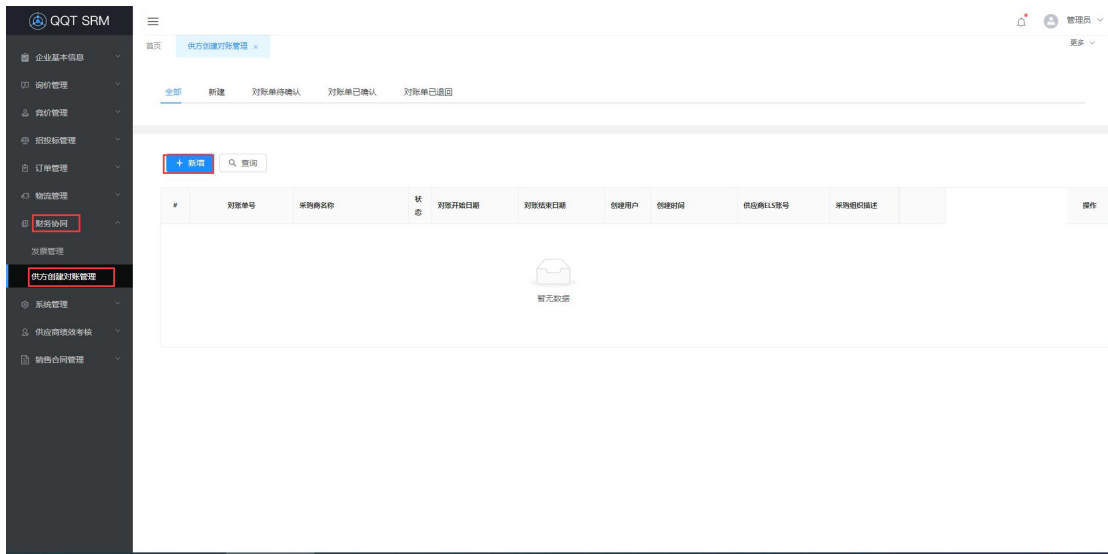 QQT SRM
管理员
首页
供方创建对账管理 ×
更多
企业基本信息
询价管理
竞价管理
招投标管理
订单管理
物流管理
财务协同
发票管理
供方创建对账管理
系统管理
供应商绩效考核
销售合同管理
全部 新建 对账单待确认 对账单已确认 对账单已退回
+ 新增 查询
# 对账单号 采购商名称 状态 对账开始日期 对账结束日期 创建用户 创建时间 供应商ELS账号 采购组织描述 操作
暂无数据